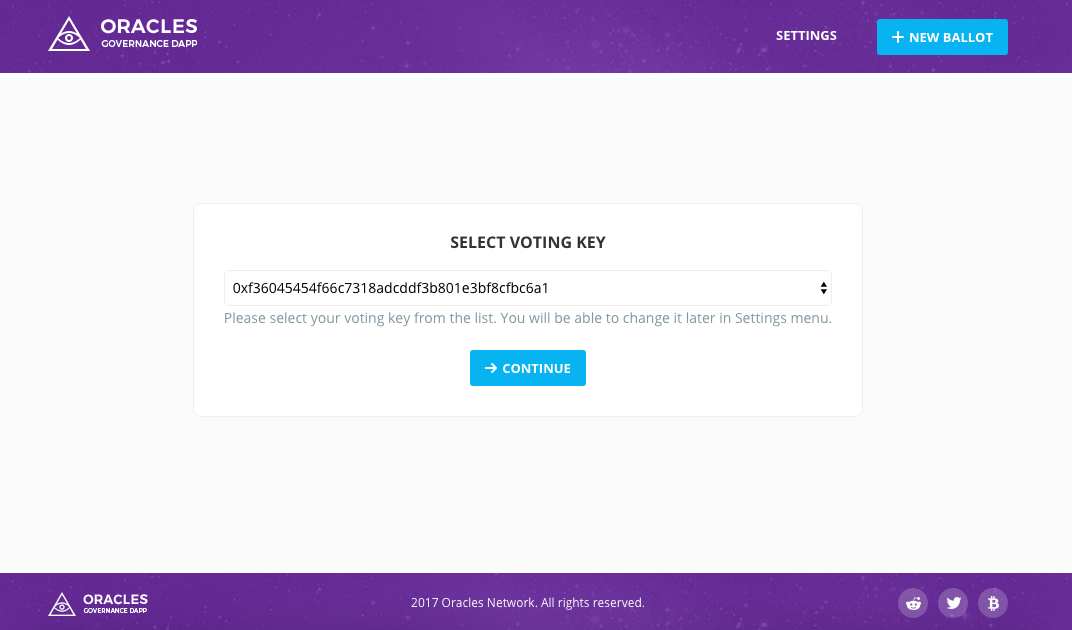 ORACLES
GOVERNANCE DAPP
SETTINGS
NEW BALLOT
SELECT VOTING KEY
0xf36045454f66c7318adcddf3b801e3bf8cfbc6a1
Please select your voting key from the list. You will be able to change it later in Settings menu.
CONTINUE
ORACLES
GOVERNANCE DAPP
2017 Oracles Network. All rights reserved.